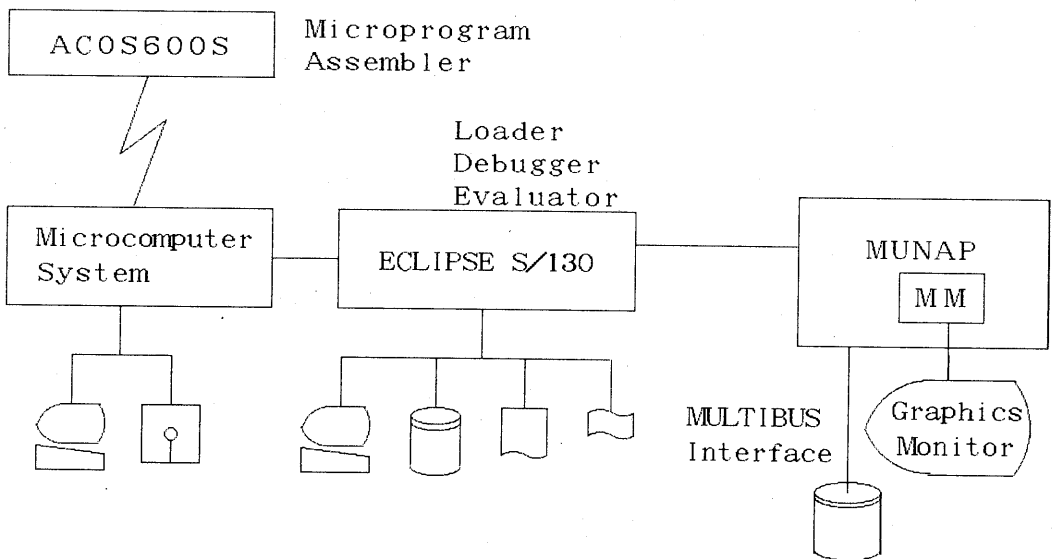 ACOS600S
Microprogram
Assembler
Loader
Debugger
Evaluator
Microcomputer
System
ECLIPSE S/130
MUNAP
MM
MULTIBUS
Interface
Graphics
Monitor